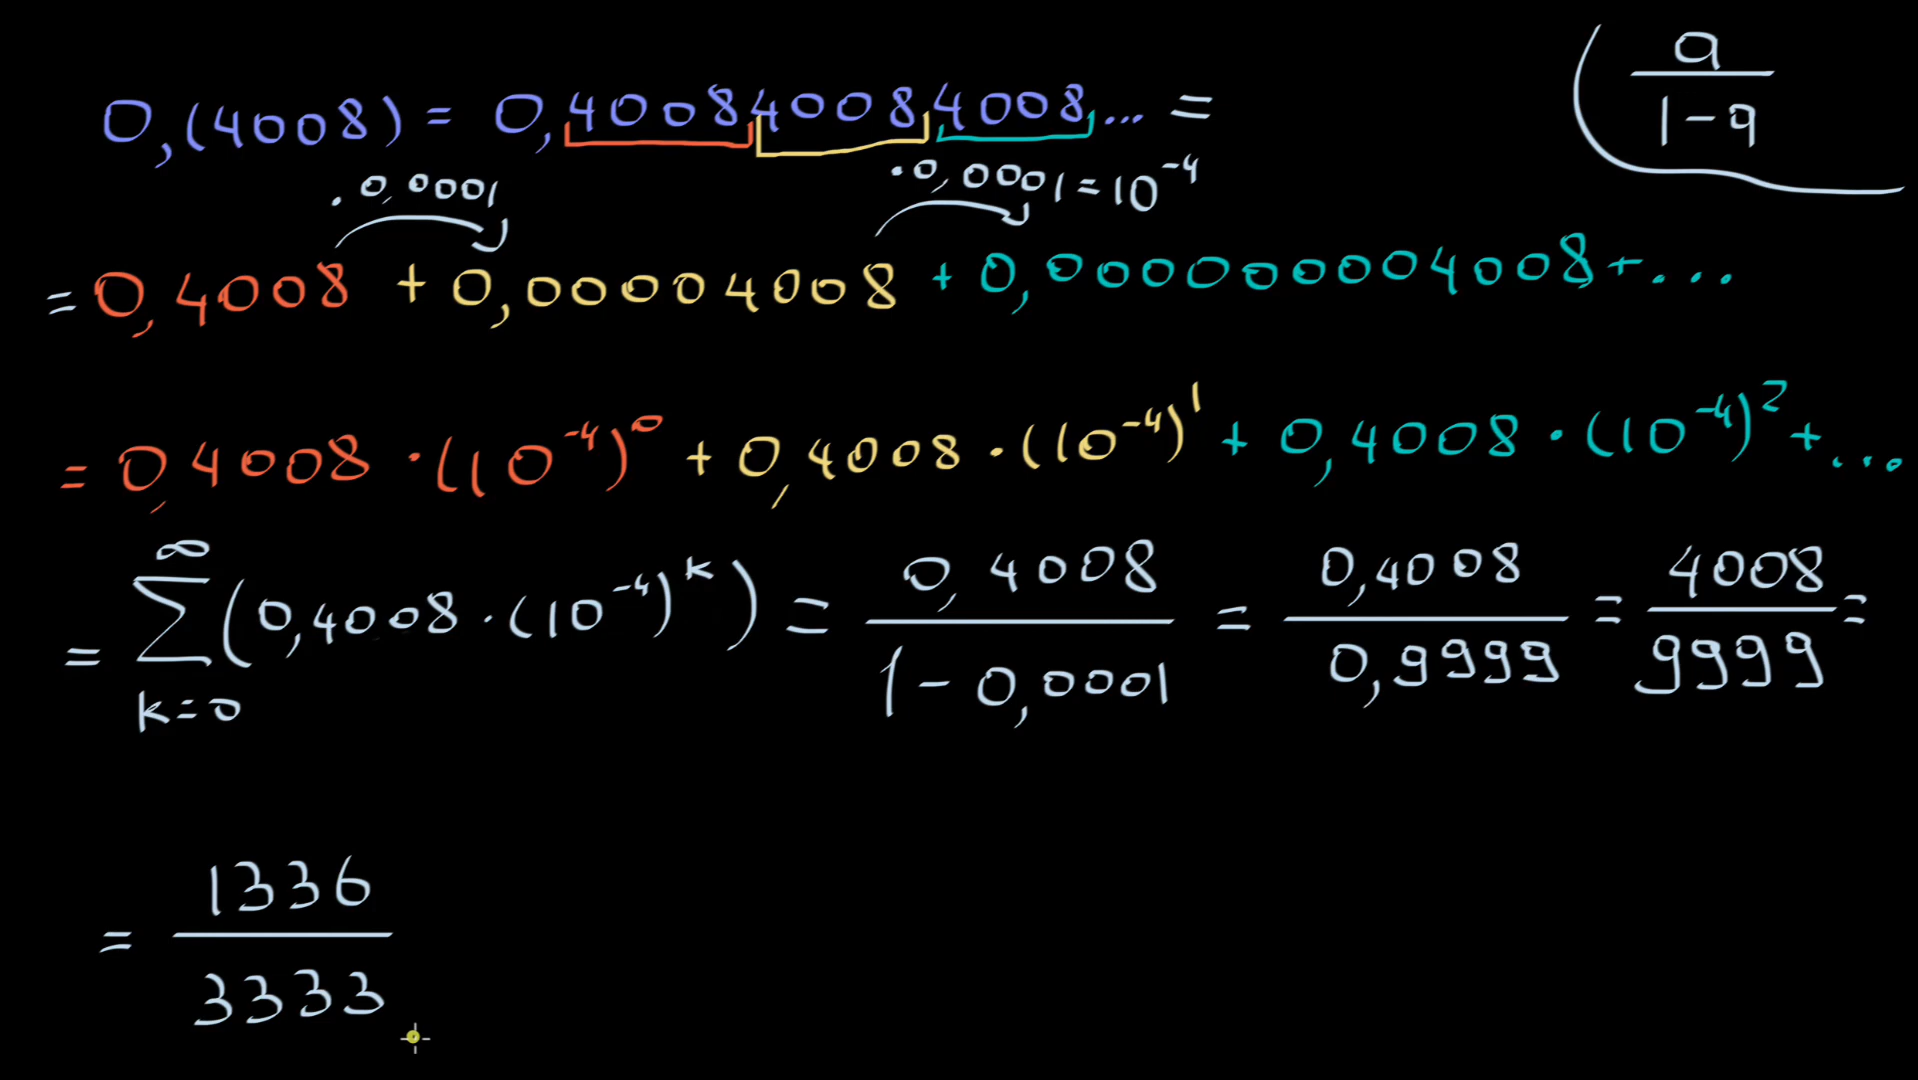 0,(4008) = 0,400840084008... =
a
1-q
·0,0001
·0,0001=10⁻⁴
=0,4008 +0,00004008 +0,000000004008+...
=0,4008·(10⁻⁴)⁰ +0,4008·(10⁻⁴)¹ +0,4008·(10⁻⁴)²+...
∞
= ∑(0,4008·(10⁻⁴)ᵏ) = 0,4008 / 1-0,0001 = 0,4008 / 0,9999 = 4008 / 9999 =
k=0
= 1336 / 3333